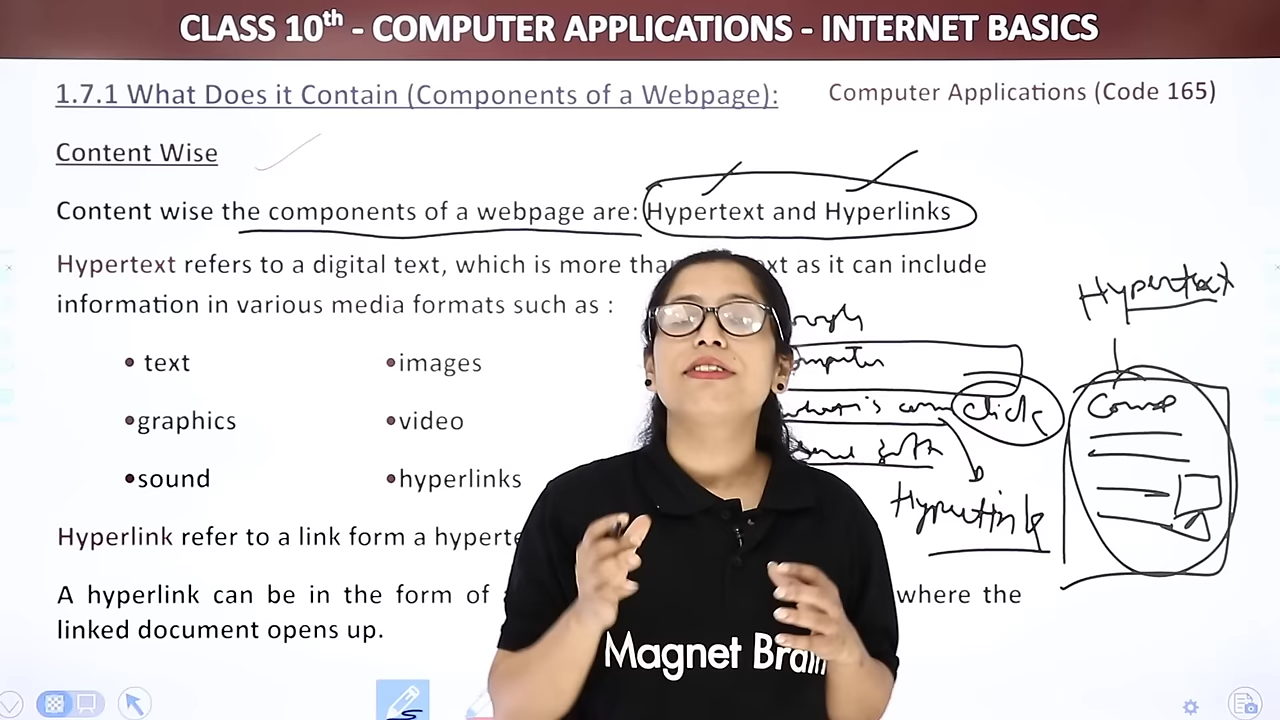 CLASS 10th - COMPUTER APPLICATIONS - INTERNET BASICS
1.7.1 What Does it Contain (Components of a Webpage):
Computer Applications (Code 165)
Content Wise
Content wise the components of a webpage are: Hypertext and Hyperlinks
Hypertext refers to a digital text, which is more as it can include
information in various media formats such as :
• text
• images
• graphics
• video
• sound
• hyperlinks
Hypertext
click
Hyperlink
Hyperlink refer to a link form a
A hyperlink can be in the form of where the
linked document opens up.
Magnet Brain